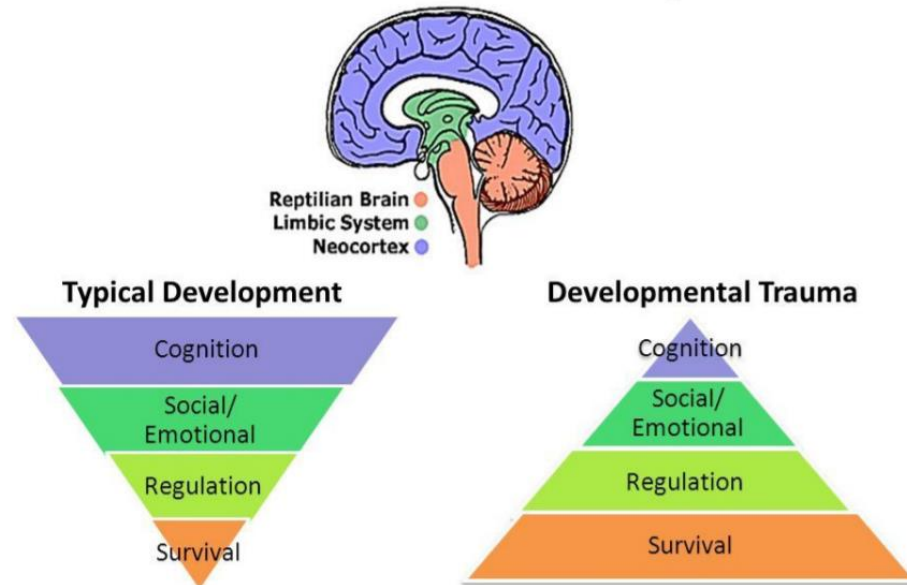 Reptilian Brain
Limbic System
Neocortex
Typical Development
Cognition
Social/
Emotional
Regulation
Survival
Developmental Trauma
Cognition
Social/
Emotional
Regulation
Survival